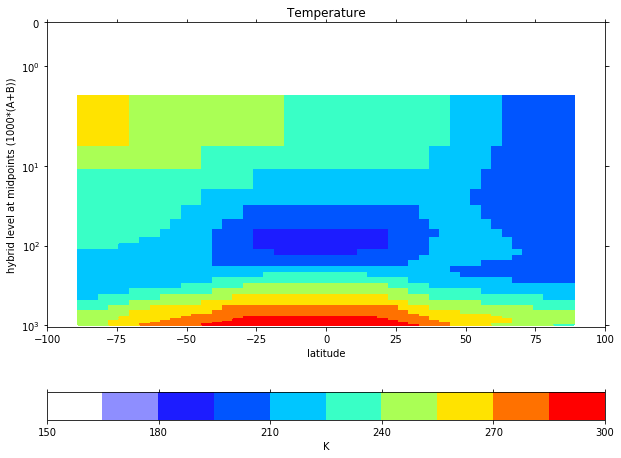 Temperature
0
10⁰
10¹
10²
10³
hybrid level at midpoints (1000*(A+B))
−100 −75 −50 −25 0 25 50 75 100
latitude
150 180 210 240 270 300
K